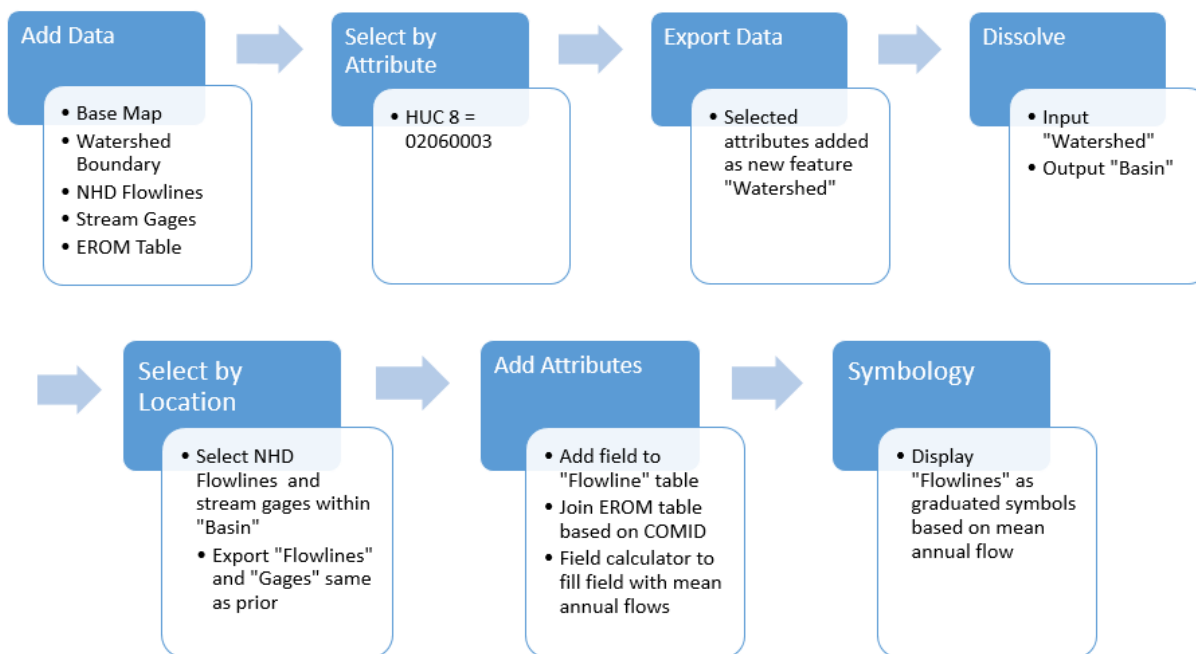 Add Data
• Base Map
• Watershed
Boundary
• NHD Flowlines
• Stream Gages
• EROM Table
Select by
Attribute
• HUC 8 =
02060003
Export Data
• Selected
attributes added
as new feature
"Watershed"
Dissolve
• Input
"Watershed"
• Output "Basin"
Select by
Location
• Select NHD
Flowlines and
stream gages within
"Basin"
• Export "Flowlines"
and "Gages" same
as prior
Add Attributes
• Add field to
"Flowline" table
• Join EROM table
based on COMID
• Field calculator to
fill field with mean
annual flows
Symbology
• Display
"Flowlines" as
graduated symbols
based on mean
annual flow